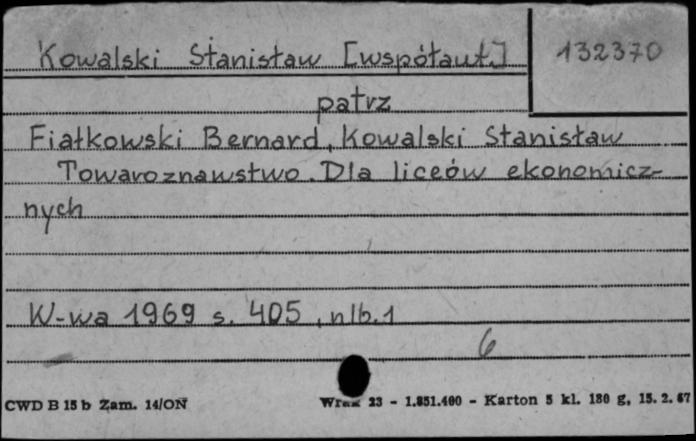 Kowalski Stanisław [współaut.] 132370
patrz
Fiałkowski Bernard, Kowalski Stanisław
Towaroznawstwo. Dla liceów ekonomicz-
nych
W-wa 1969 s. 405, nlb. 1
6
CWD B 15 b Zam. 14/ON 23 - 1.851.400 - Karton 5 kl. 180 g, 15. 2. 67